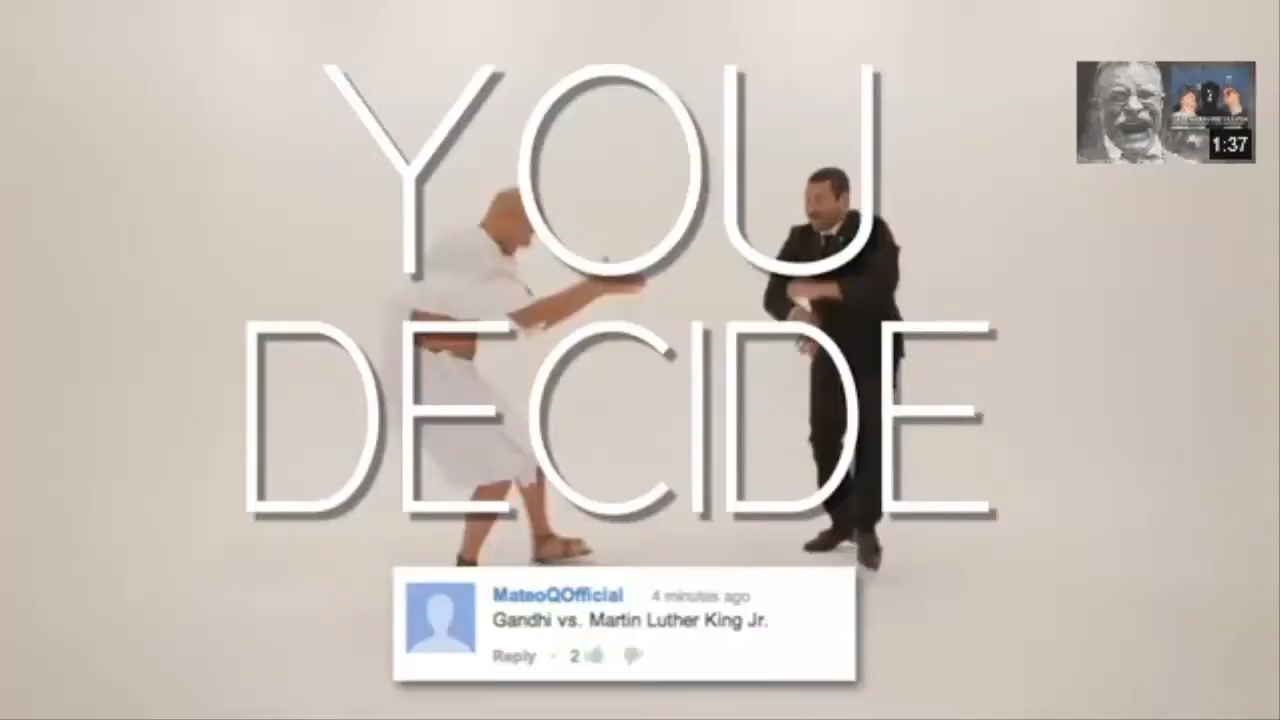 YOU
DECIDE
1:37
MateoQOfficial 4 minutes ago
Gandhi vs. Martin Luther King Jr.
Reply · 2